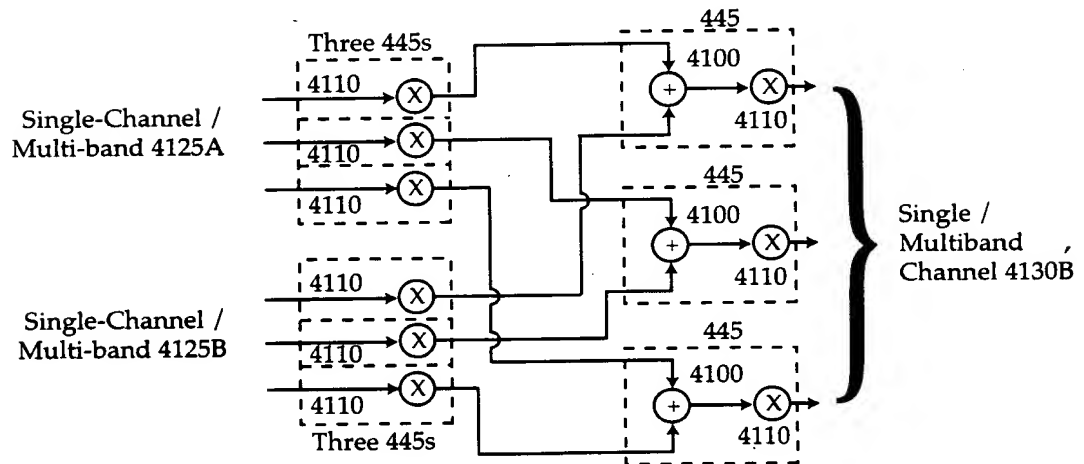 Three 445s
4110
4110
4110
Single-Channel /
Multi-band 4125A
4110
4110
4110
Single-Channel /
Multi-band 4125B
Three 445s
445
4100
4110
445
4100
4110
445
4100
4110
X
X
X
X
X
X
+
X
+
X
+
X
Single /
Multiband
Channel 4130B